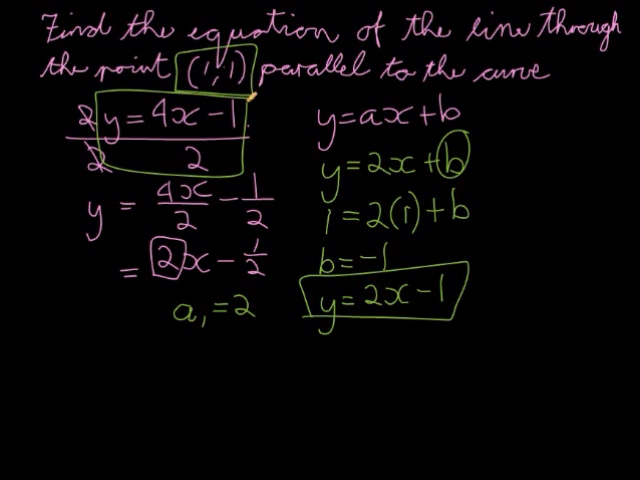 Find the equation of the line through
the point (1,1) parallel to the curve
2y = 4x - 1
2 2
y = 4x/2 - 1/2
= 2x - 1/2
a₁ = 2
y = ax + b
y = 2x + b
1 = 2(1) + b
b = -1
y = 2x - 1